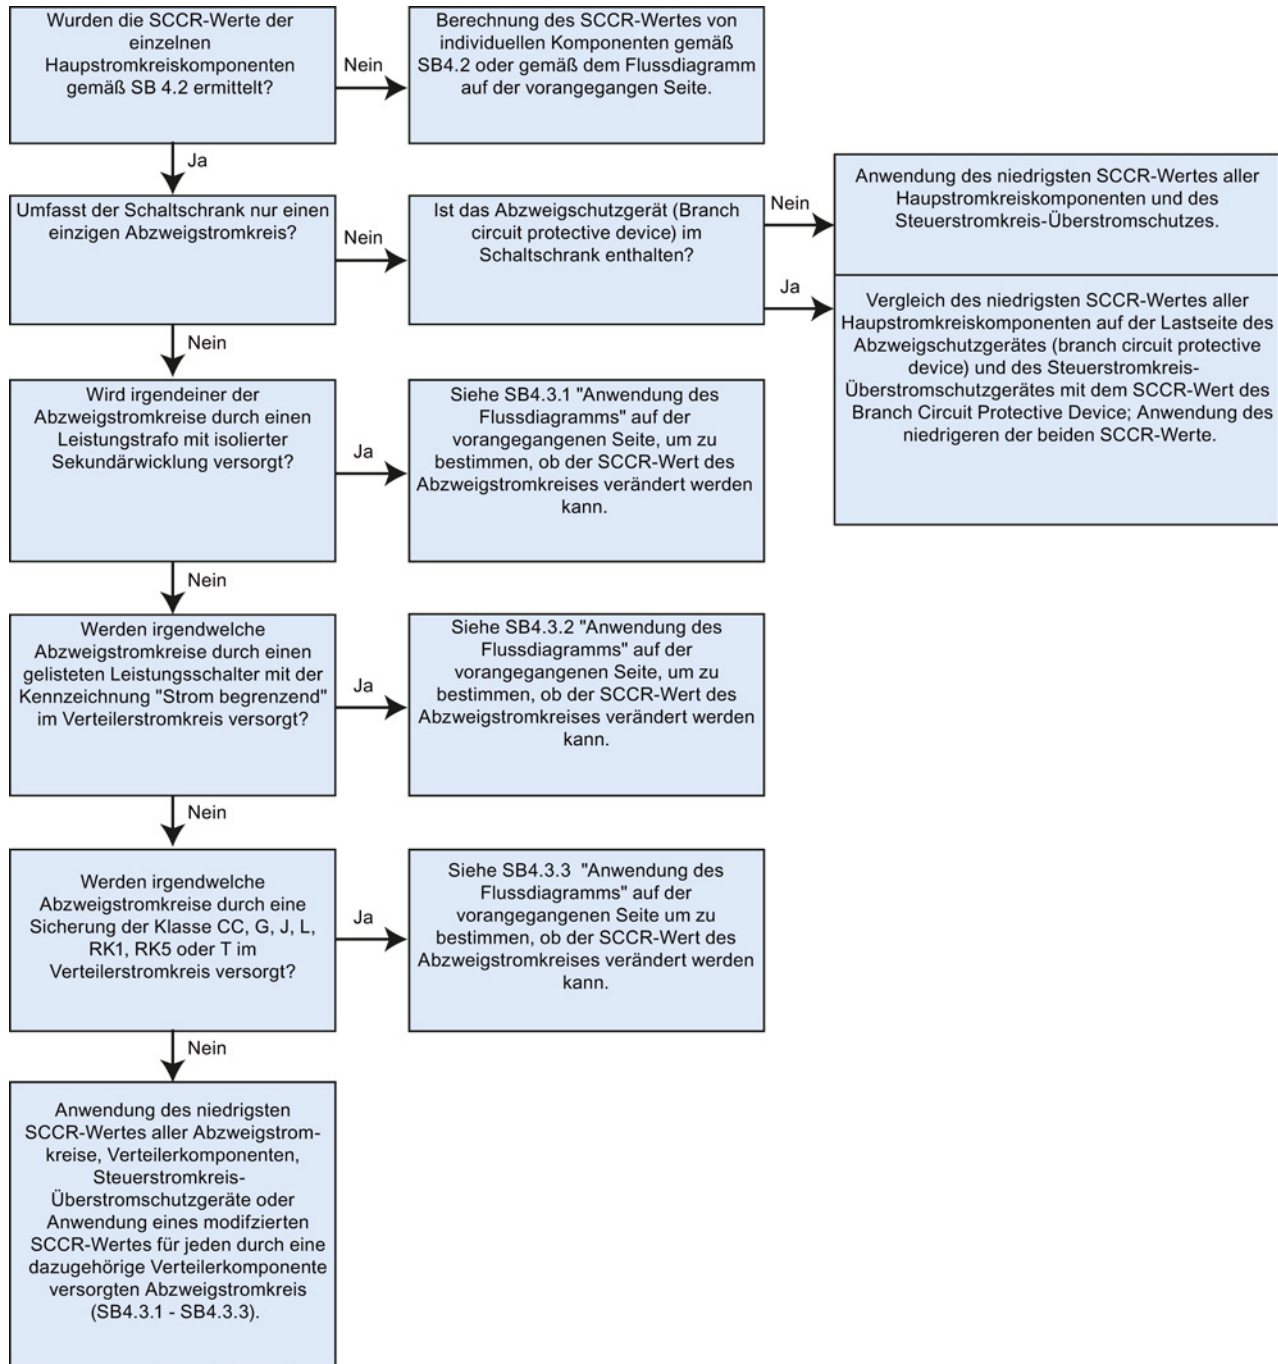 Wurden die SCCR-Werte der
einzelnen
Haupstromkreiskomponenten
gemäß SB 4.2 ermittelt?
Nein
Berechnung des SCCR-Wertes von
individuellen Komponenten gemäß
SB4.2 oder gemäß dem Flussdiagramm
auf der vorangegangen Seite.
Ja
Umfasst der Schaltschrank nur einen
einzigen Abzweigstromkreis?
Nein
Ist das Abzweigschutzgerät (Branch
circuit protective device) im
Schaltschrank enthalten?
Nein
Anwendung des niedrigsten SCCR-Wertes aller
Haupstromkreiskomponenten und des
Steuerstromkreis-Überstromschutzes.
Ja
Vergleich des niedrigsten SCCR-Wertes aller
Haupstromkreiskomponenten auf der Lastseite des
Abzweigschutzgerätes (branch circuit protective
device) und des Steuerstromkreis-
Überstromschutzgerätes mit dem SCCR-Wert des
Branch Circuit Protective Device; Anwendung des
niedrigeren der beiden SCCR-Werte.
Nein
Wird irgendeiner der
Abzweigstromkreise durch einen
Leistungstrafo mit isolierter
Sekundärwicklung versorgt?
Ja
Siehe SB4.3.1 "Anwendung des
Flussdiagramms" auf der
vorangegangenen Seite, um zu
bestimmen, ob der SCCR-Wert des
Abzweigstromkreises verändert werden
kann.
Nein
Werden irgendwelche
Abzweigstromkreise durch einen
gelisteten Leistungsschalter mit der
Kennzeichnung "Strom begrenzend"
im Verteilerstromkreis versorgt?
Ja
Siehe SB4.3.2 "Anwendung des
Flussdiagramms" auf der
vorangegangenen Seite, um zu
bestimmen, ob der SCCR-Wert des
Abzweigstromkreises verändert werden
kann.
Nein
Werden irgendwelche
Abzweigstromkreise durch eine
Sicherung der Klasse CC, G, J, L,
RK1, RK5 oder T im
Verteilerstromkreis versorgt?
Ja
Siehe SB4.3.3 "Anwendung des
Flussdiagramms" auf der
vorangegangenen Seite um zu
bestimmen, ob der SCCR-Wert des
Abzweigstromkreises verändert werden
kann.
Nein
Anwendung des niedrigsten
SCCR-Wertes aller Abzweigstrom-
kreise, Verteilerkomponenten,
Steuerstromkreis-
Überstromschutzgeräte oder
Anwendung eines modifzierten
SCCR-Wertes für jeden durch eine
dazugehörige Verteilerkomponente
versorgten Abzweigstromkreis
(SB4.3.1 - SB4.3.3).